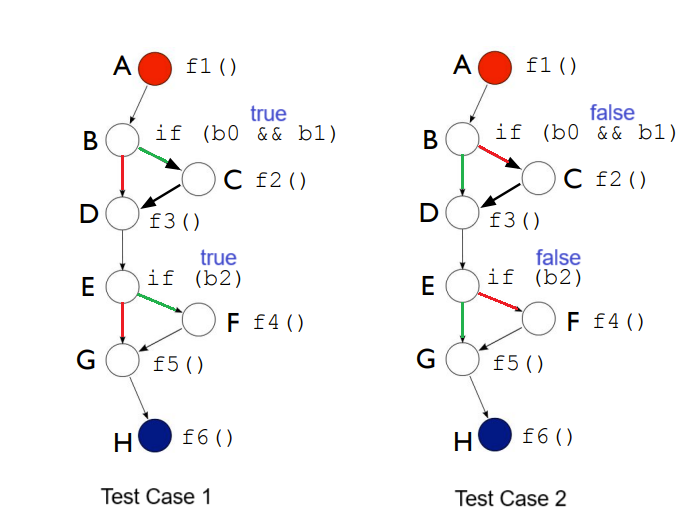 A f1()
true
B if (b0 && b1)
C f2()
D f3()
true
E if (b2)
F f4()
G f5()
H f6()
Test Case 1
A f1()
false
B if (b0 && b1)
C f2()
D f3()
false
E if (b2)
F f4()
G f5()
H f6()
Test Case 2